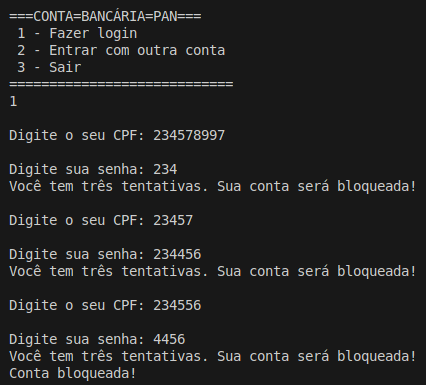 ===CONTA=BANCÁRIA=PAN===
1 - Fazer login
2 - Entrar com outra conta
3 - Sair
============================
1
Digite o seu CPF: 234578997
Digite sua senha: 234
Você tem três tentativas. Sua conta será bloqueada!
Digite o seu CPF: 23457
Digite sua senha: 234456
Você tem três tentativas. Sua conta será bloqueada!
Digite o seu CPF: 234556
Digite sua senha: 4456
Você tem três tentativas. Sua conta será bloqueada!
Conta bloqueada!